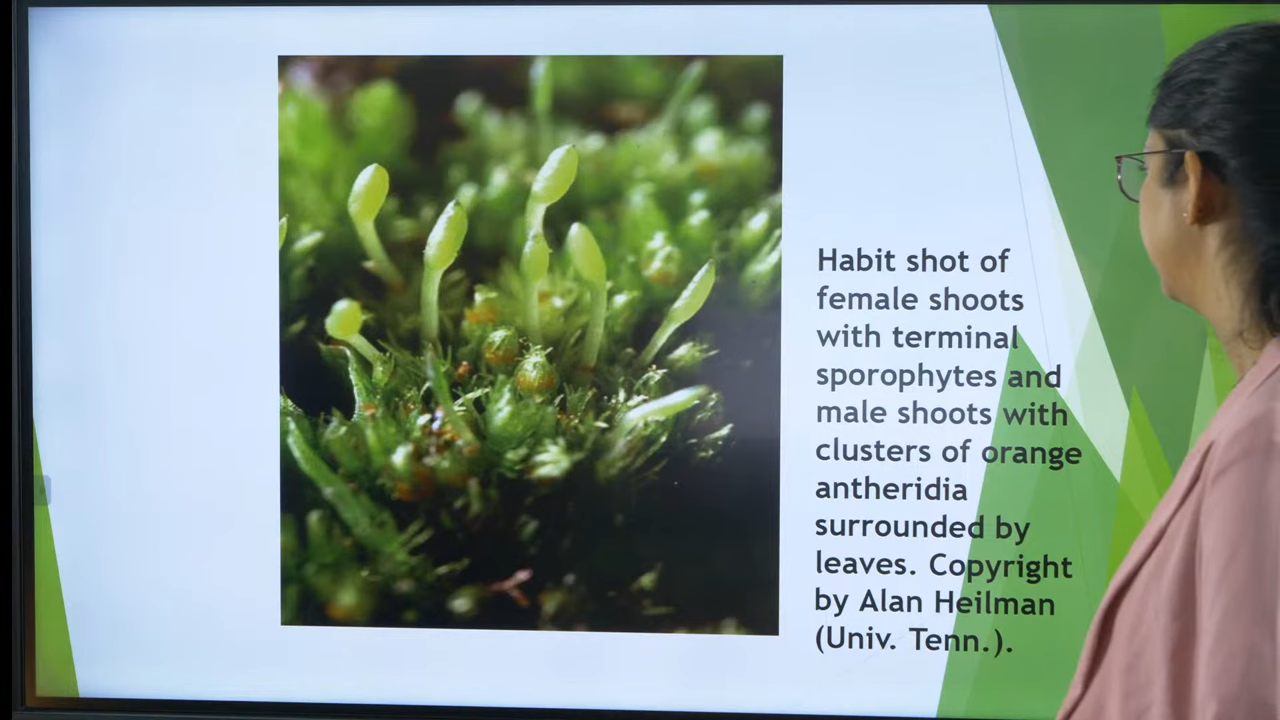 Habit shot of
female shoots
with terminal
sporophytes and
male shoots with
clusters of orange
antheridia
surrounded by
leaves. Copyright
by Alan Heilman
(Univ. Tenn.).